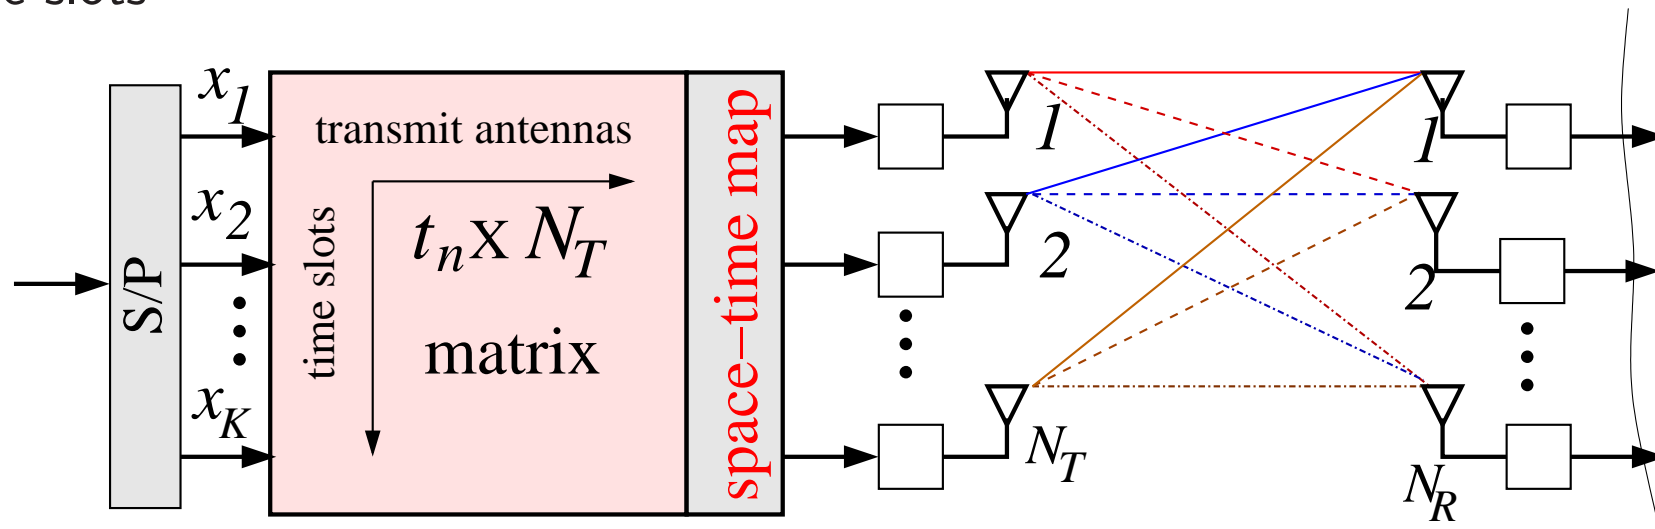 e slots
S/P
x1
x2
xK
transmit antennas
time slots
tn x NT
matrix
space-time map
1
2
NT
1
2
NR